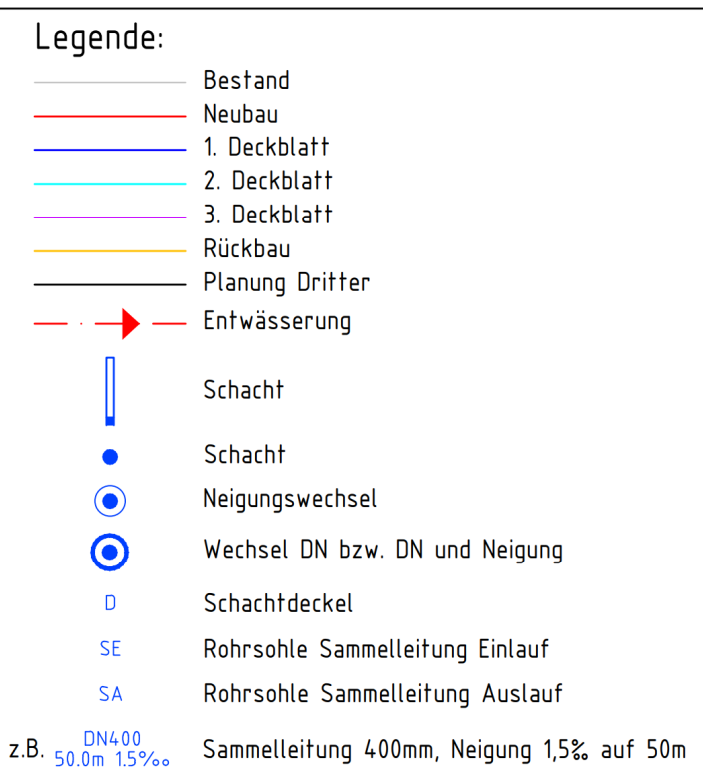 Legende:
Bestand
Neubau
1. Deckblatt
2. Deckblatt
3. Deckblatt
Rückbau
Planung Dritter
Entwässerung
Schacht
Schacht
Neigungswechsel
Wechsel DN bzw. DN und Neigung
D Schachtdeckel
SE Rohrsohle Sammelleitung Einlauf
SA Rohrsohle Sammelleitung Auslauf
z.B. DN400
50.0m 1.5‰ Sammelleitung 400mm, Neigung 1,5‰ auf 50m